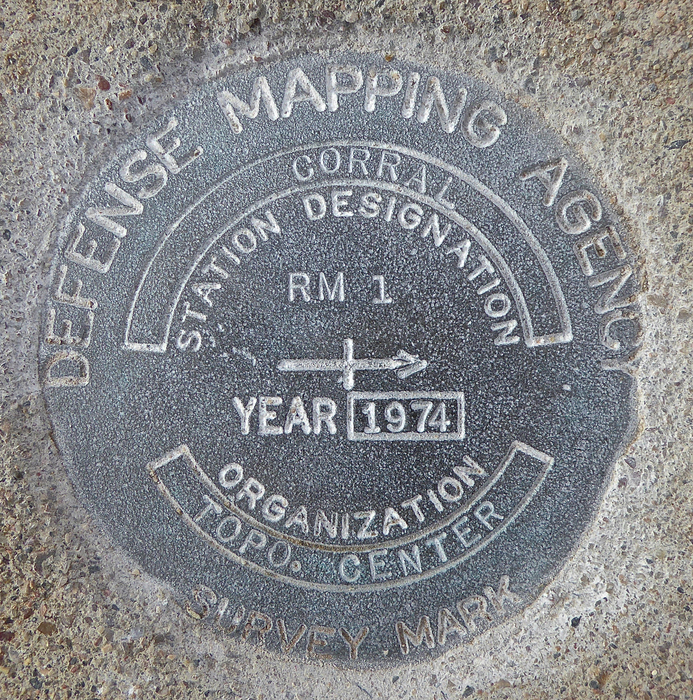 DEFENSE MAPPING AGENCY
CORRAL
STATION DESIGNATION
RM 1
YEAR 1974
ORGANIZATION
TOPO. CENTER
SURVEY MARK